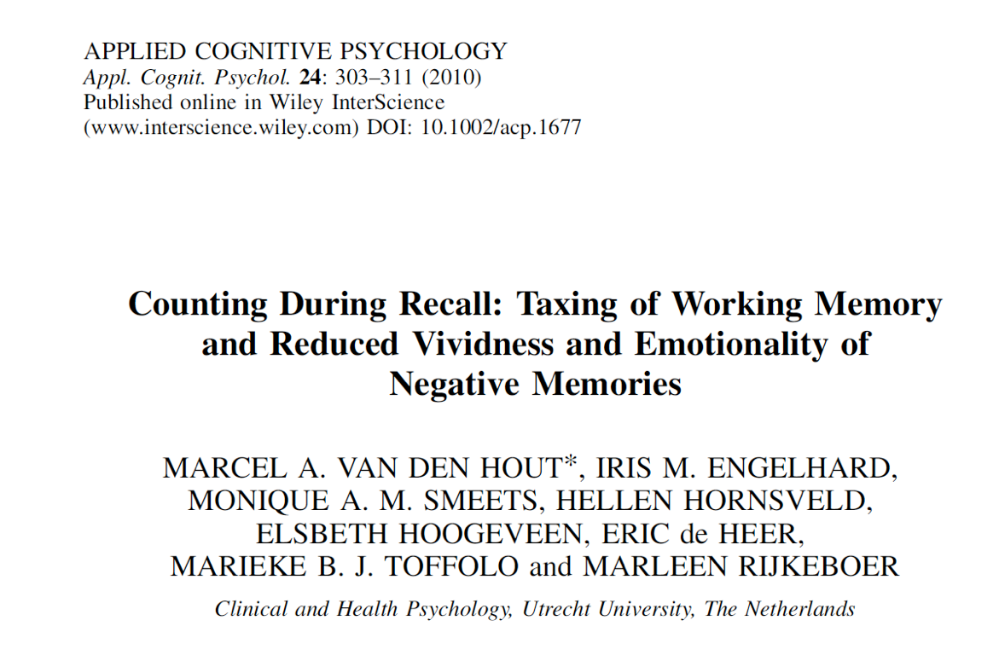 APPLIED COGNITIVE PSYCHOLOGY
Appl. Cognit. Psychol. 24: 303–311 (2010)
Published online in Wiley InterScience
(www.interscience.wiley.com) DOI: 10.1002/acp.1677
Counting During Recall: Taxing of Working Memory
and Reduced Vividness and Emotionality of
Negative Memories
MARCEL A. VAN DEN HOUT*, IRIS M. ENGELHARD,
MONIQUE A. M. SMEETS, HELLEN HORNSVELD,
ELSBETH HOOGEVEEN, ERIC de HEER,
MARIEKE B. J. TOFFOLO and MARLEEN RIJKEBOER
Clinical and Health Psychology, Utrecht University, The Netherlands